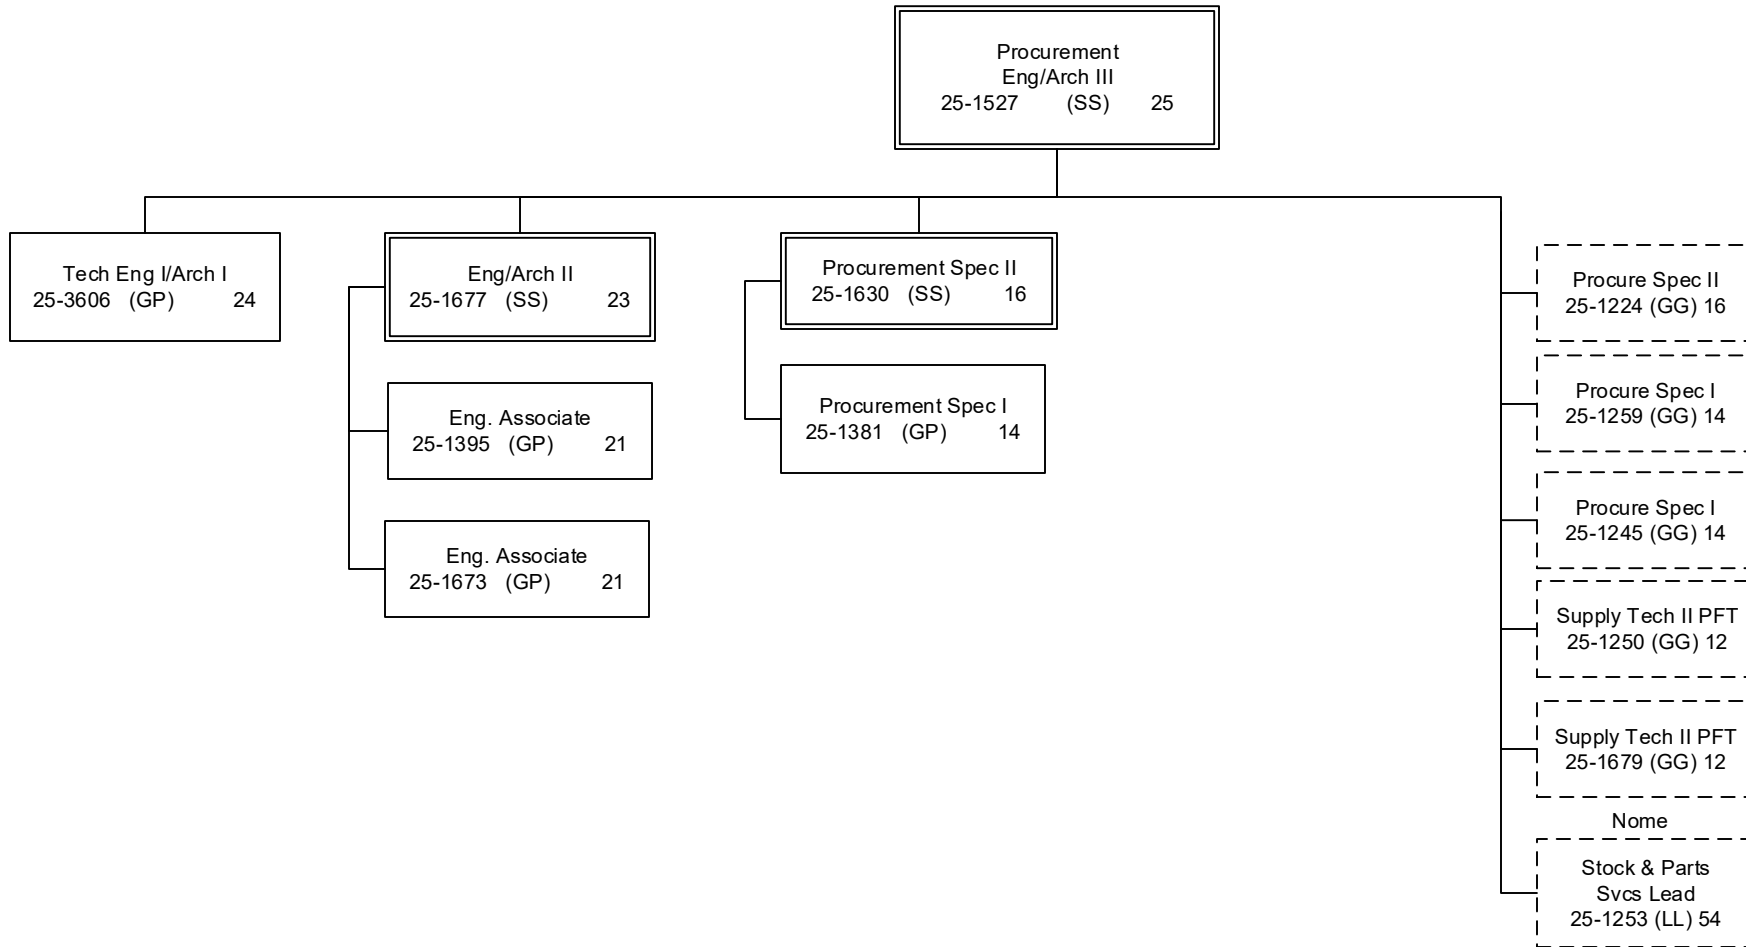 Procurement
Eng/Arch III
25-1527 (SS) 25
Tech Eng I/Arch I
25-3606 (GP) 24
Eng/Arch II
25-1677 (SS) 23
Eng. Associate
25-1395 (GP) 21
Eng. Associate
25-1673 (GP) 21
Procurement Spec II
25-1630 (SS) 16
Procurement Spec I
25-1381 (GP) 14
Procure Spec II
25-1224 (GG) 16
Procure Spec I
25-1259 (GG) 14
Procure Spec I
25-1245 (GG) 14
Supply Tech II PFT
25-1250 (GG) 12
Supply Tech II PFT
25-1679 (GG) 12
Nome
Stock & Parts
Svcs Lead
25-1253 (LL) 54